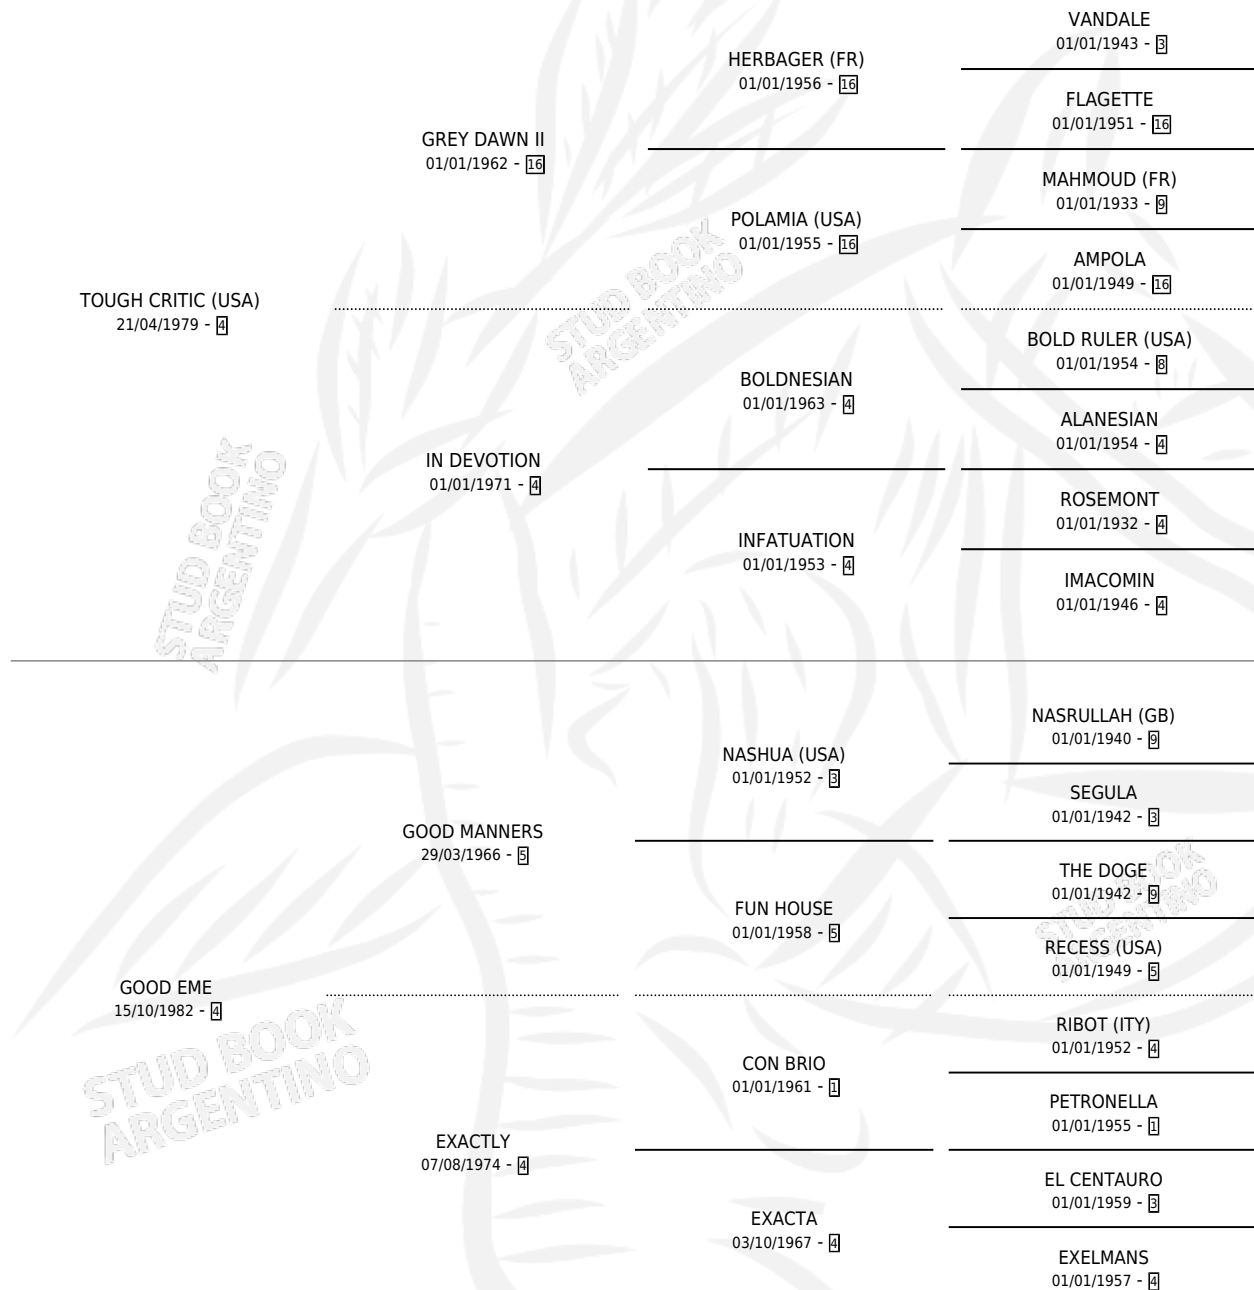 VANDALE
01/01/1943 - 3
HERBAGER (FR)
01/01/1956 - 16
FLAGETTE
01/01/1951 - 16
GREY DAWN II
01/01/1962 - 16
MAHMOUD (FR)
01/01/1933 - 9
POLAMIA (USA)
01/01/1955 - 16
AMPOLA
01/01/1949 - 16
TOUGH CRITIC (USA)
21/04/1979 - 4
BOLD RULER (USA)
01/01/1954 - 8
BOLDNESIAN
01/01/1963 - 4
ALANESIAN
01/01/1954 - 4
IN DEVOTION
01/01/1971 - 4
ROSEMONT
01/01/1932 - 4
INFATUATION
01/01/1953 - 4
IMACOMIN
01/01/1946 - 4
NASRULLAH (GB)
01/01/1940 - 9
NASHUA (USA)
01/01/1952 - 3
SEGULA
01/01/1942 - 3
GOOD MANNERS
29/03/1966 - 5
THE DOGE
01/01/1942 - 9
FUN HOUSE
01/01/1958 - 5
RECESS (USA)
01/01/1949 - 5
GOOD EME
15/10/1982 - 4
RIBOT (ITY)
01/01/1952 - 4
CON BRIO
01/01/1961 - 1
PETRONELLA
01/01/1955 - 1
EXACTLY
07/08/1974 - 4
EL CENTAURO
01/01/1959 - 3
EXACTA
03/10/1967 - 4
EXELMANS
01/01/1957 - 4
STUD BOOK
ARGENTINO
STUD BOOK
ARGENTINO
STUD BOOK
ARGENTINO
STUD BOOK
ARGENTINO